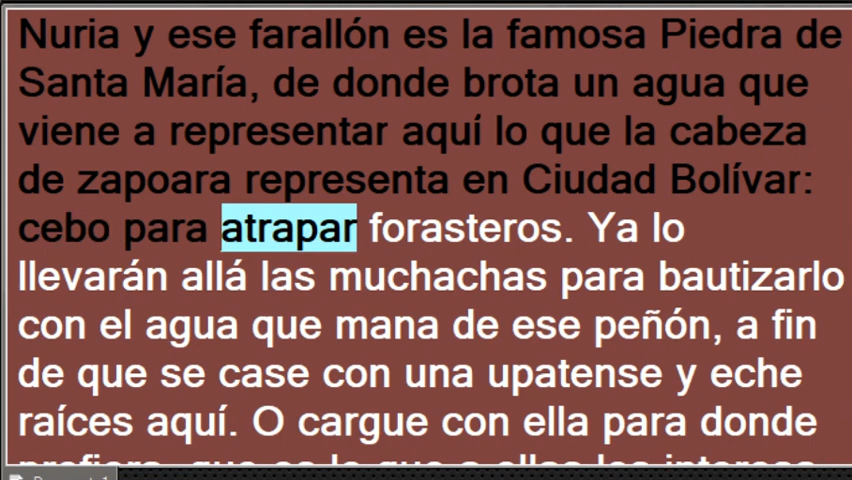 Nuria y ese farallón es la famosa Piedra de
Santa María, de donde brota un agua que
viene a representar aquí lo que la cabeza
de zapoara representa en Ciudad Bolívar:
cebo para atrapar forasteros. Ya lo
llevarán allá las muchachas para bautizarlo
con el agua que mana de ese peñón, a fin
de que se case con una upatense y eche
raíces aquí. O cargue con ella para donde